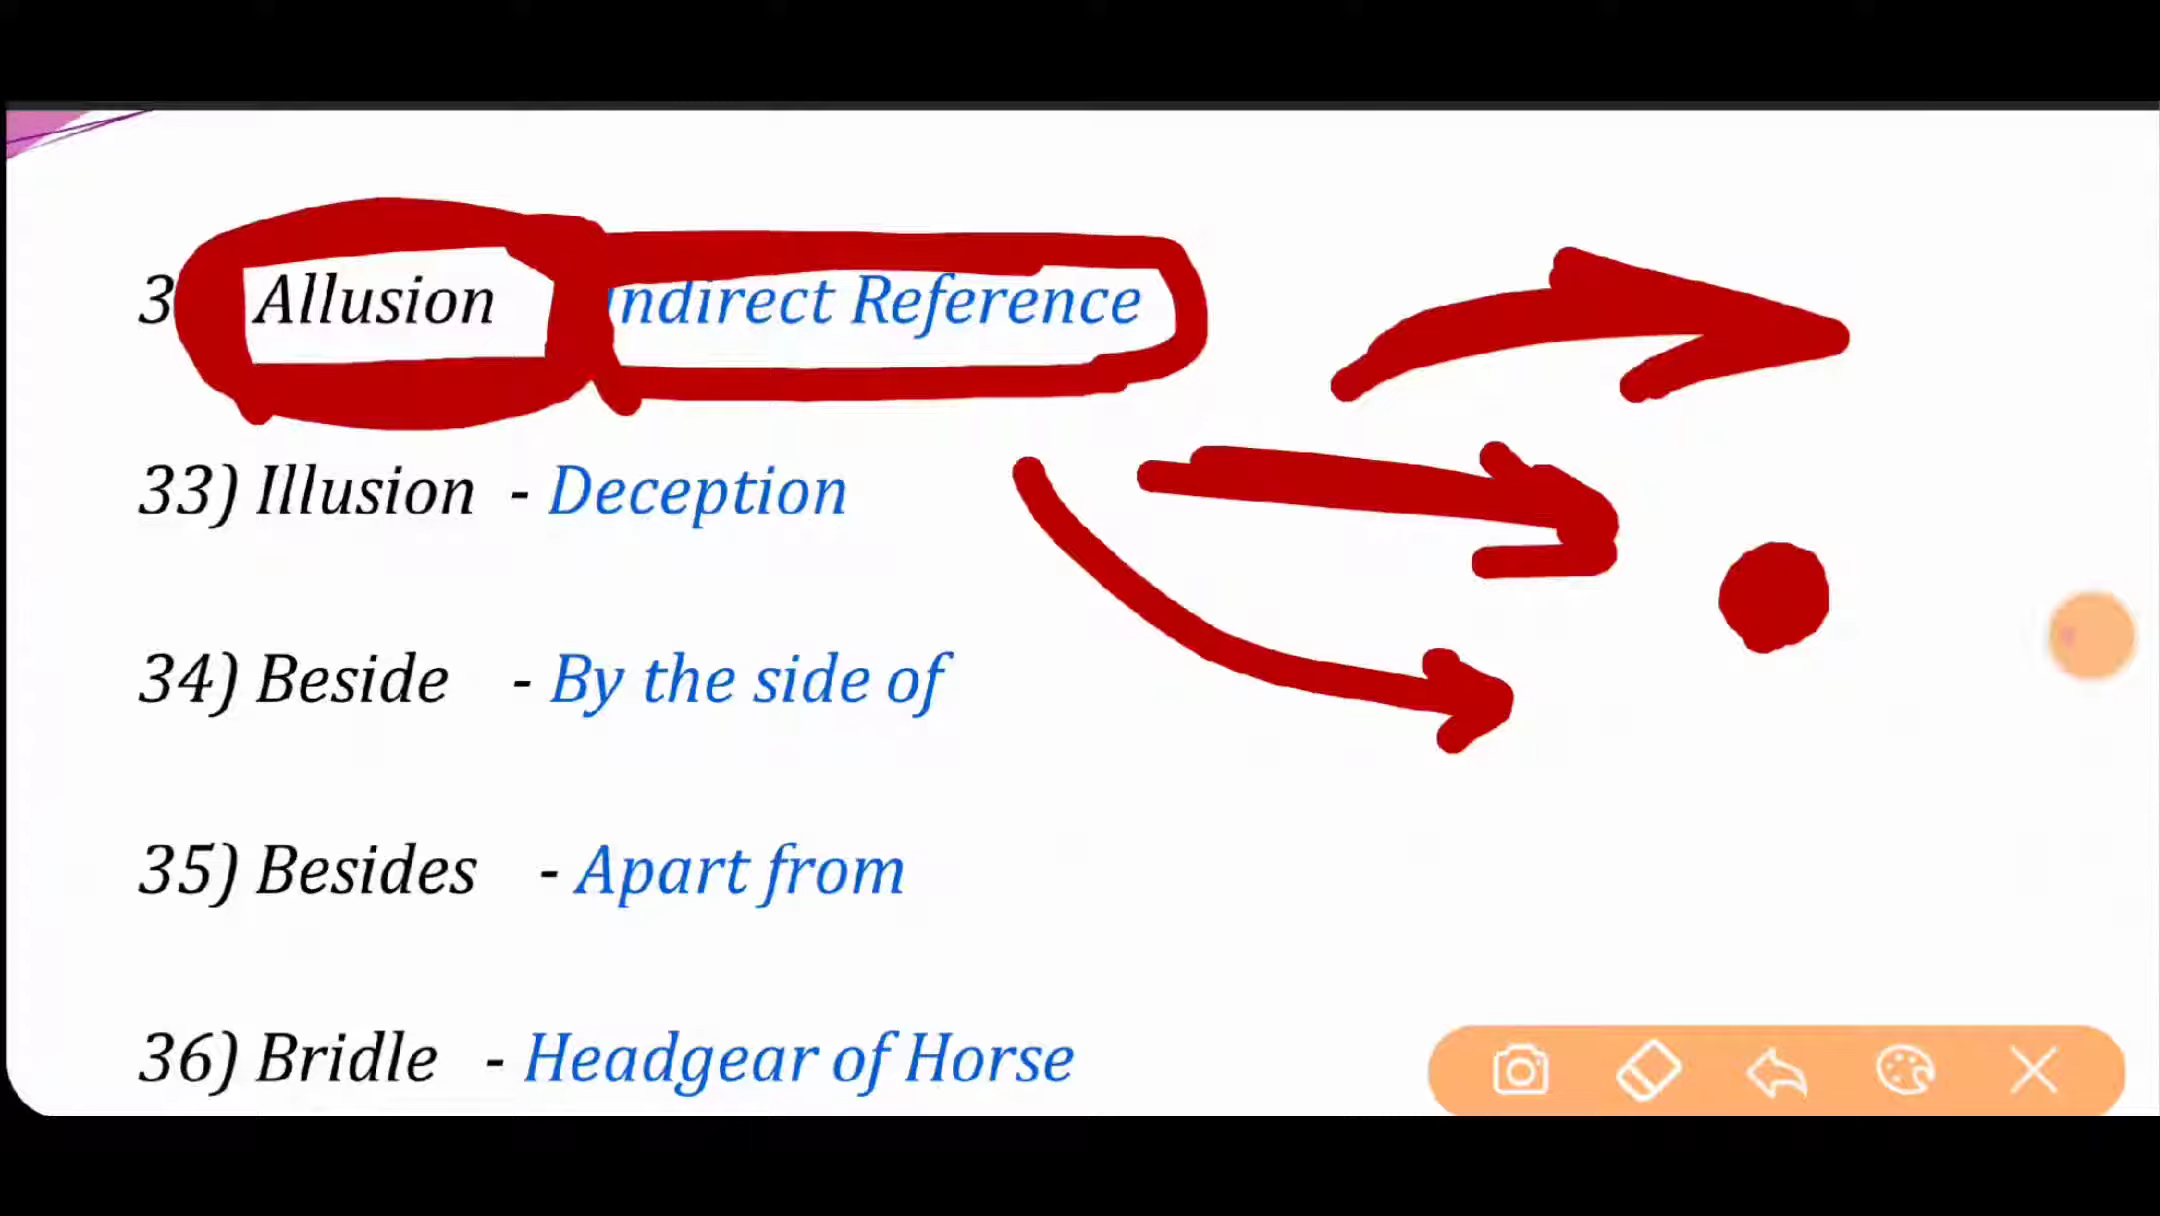 3 Allusion Indirect Reference
33) Illusion - Deception
34) Beside - By the side of
35) Besides - Apart from
36) Bridle - Headgear of Horse